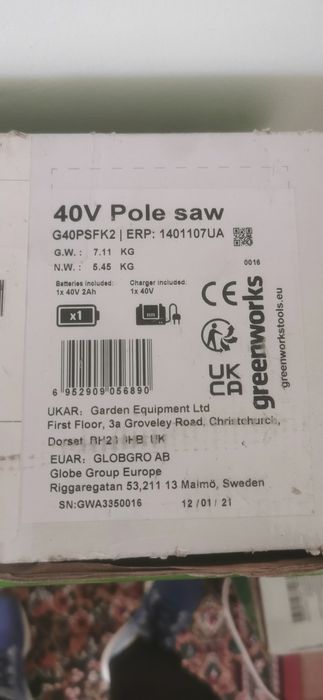 40V Pole saw
G40PSFK2 | ERP: 1401107UA
G.W.: 7.11 KG
N.W.: 5.45 KG
0016
Batteries included: Charger included:
1x 40V 2Ah 1x 40V
x1
CE
UK
CA
greenworks
greenworkstools.eu
6 952909 056890
UKAR: Garden Equipment Ltd
First Floor, 3a Groveley Road, Christchurch,
Dorset, UK
EUAR: GLOBGRO AB
Globe Group Europe
Riggaregatan 53,211 13 Malmö, Sweden
SN:GWA3350016 12/01/21